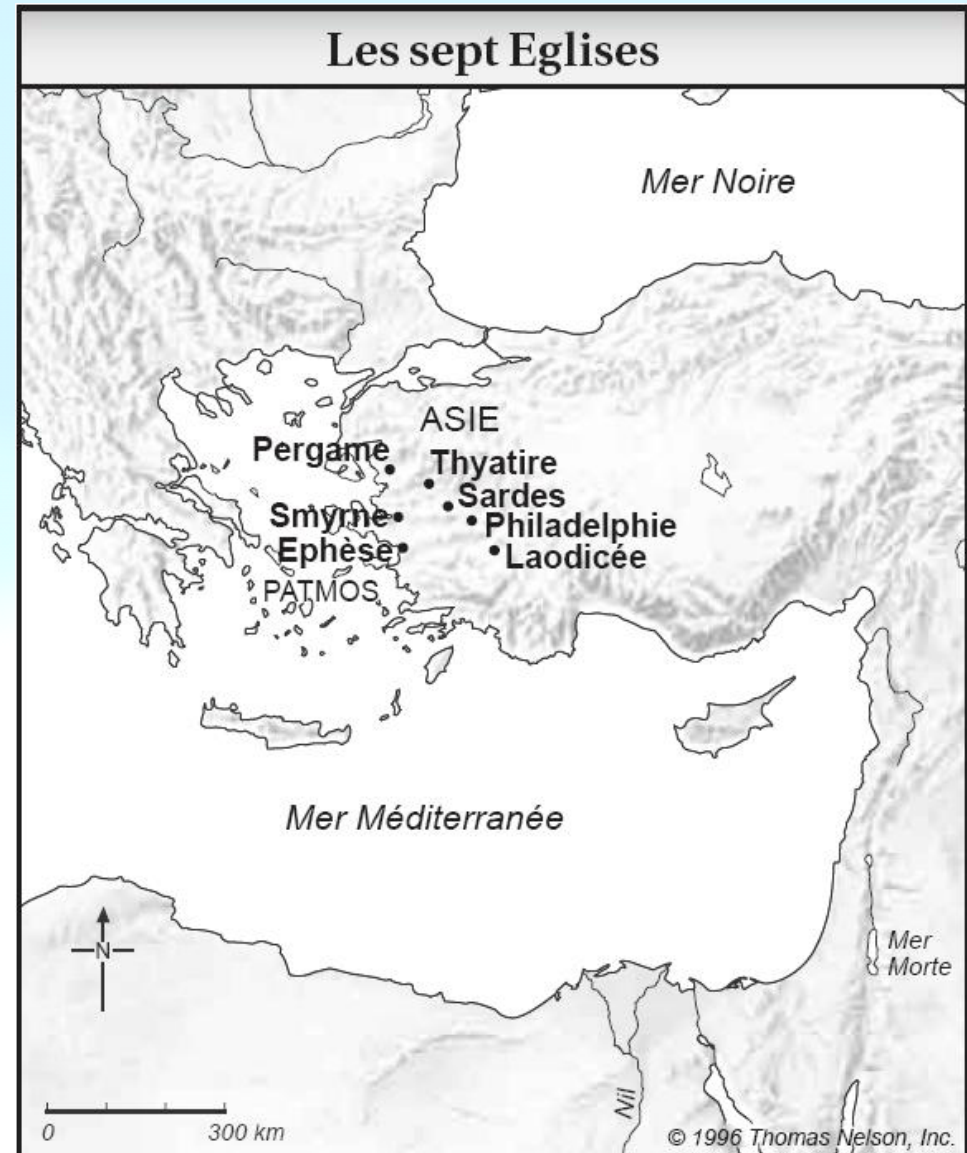 Les sept Eglises
Mer Noire
ASIE
Pergame
Thyatire
Sardes
Smyrne
Philadelphie
Ephèse
Laodicée
PATMOS
Mer Méditerranée
N
Mer
Morte
Nil
0 300 km
© 1996 Thomas Nelson, Inc.